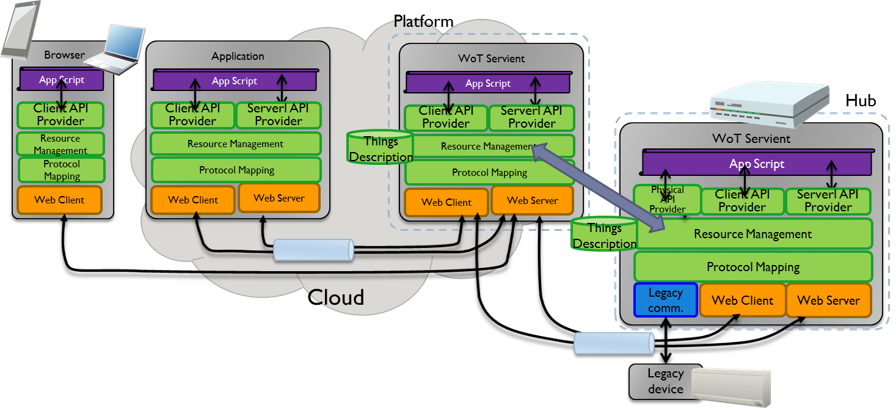 Platform
Browser
App Script
Client API
Provider
Resource
Management
Protocol
Mapping
Web Client
Application
App Script
Client API
Provider
Serverl API
Provider
Resource Management
Protocol Mapping
Web Client
Web Server
WoT Servient
App Script
Client API
Provider
Serverl API
Provider
Things
Description
Resource Management
Protocol Mapping
Web Client
Web Server
Cloud
Hub
WoT Servient
App Script
Physical
API
Provider
Client API
Provider
Serverl API
Provider
Things
Description
Resource Management
Protocol Mapping
Legacy
comm.
Web Client
Web Server
Legacy
device